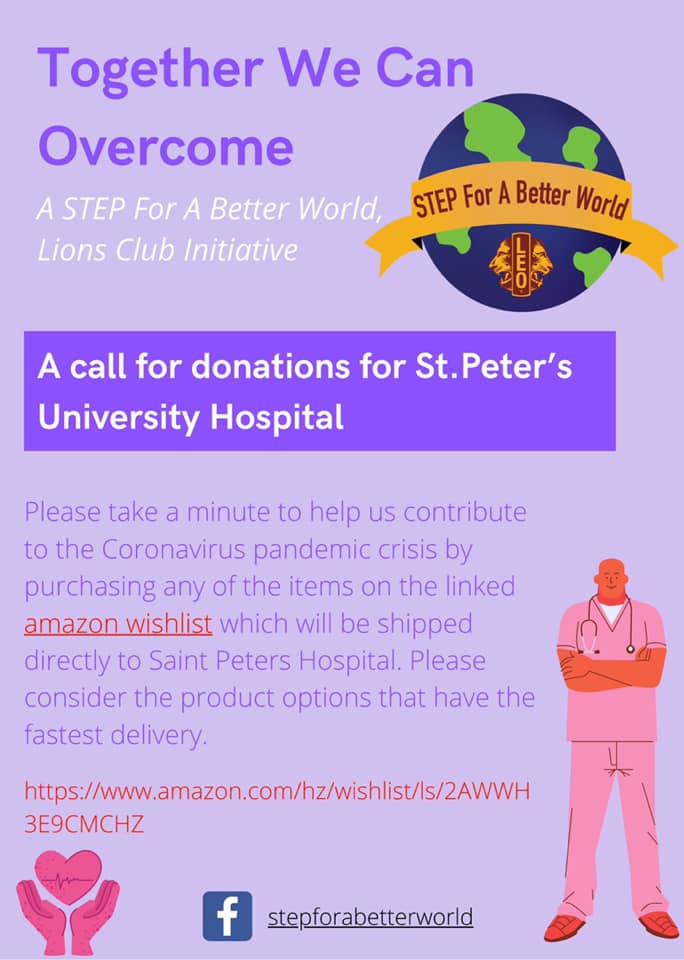 Together We Can
Overcome
A STEP For A Better World,
Lions Club Initiative
STEP For A Better World
LEO
A call for donations for St.Peter's
University Hospital
Please take a minute to help us contribute
to the Coronavirus pandemic crisis by
purchasing any of the items on the linked
amazon wishlist which will be shipped
directly to Saint Peters Hospital. Please
consider the product options that have the
fastest delivery.
https://www.amazon.com/hz/wishlist/ls/2AWWH
3E9CMCHZ
f
stepforabetterworld